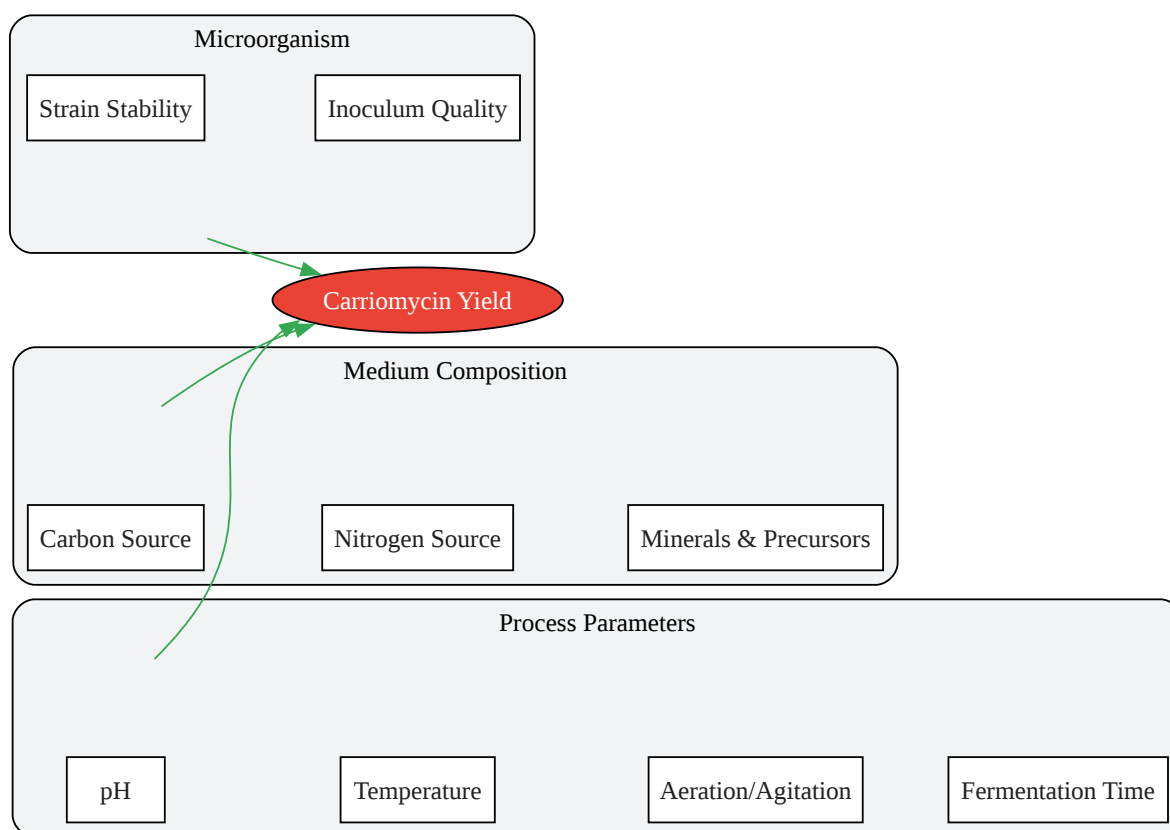 Microorganism
Strain Stability
Inoculum Quality
Carriomycin Yield
Medium Composition
Carbon Source
Nitrogen Source
Minerals & Precursors
Process Parameters
pH
Temperature
Aeration/Agitation
Fermentation Time